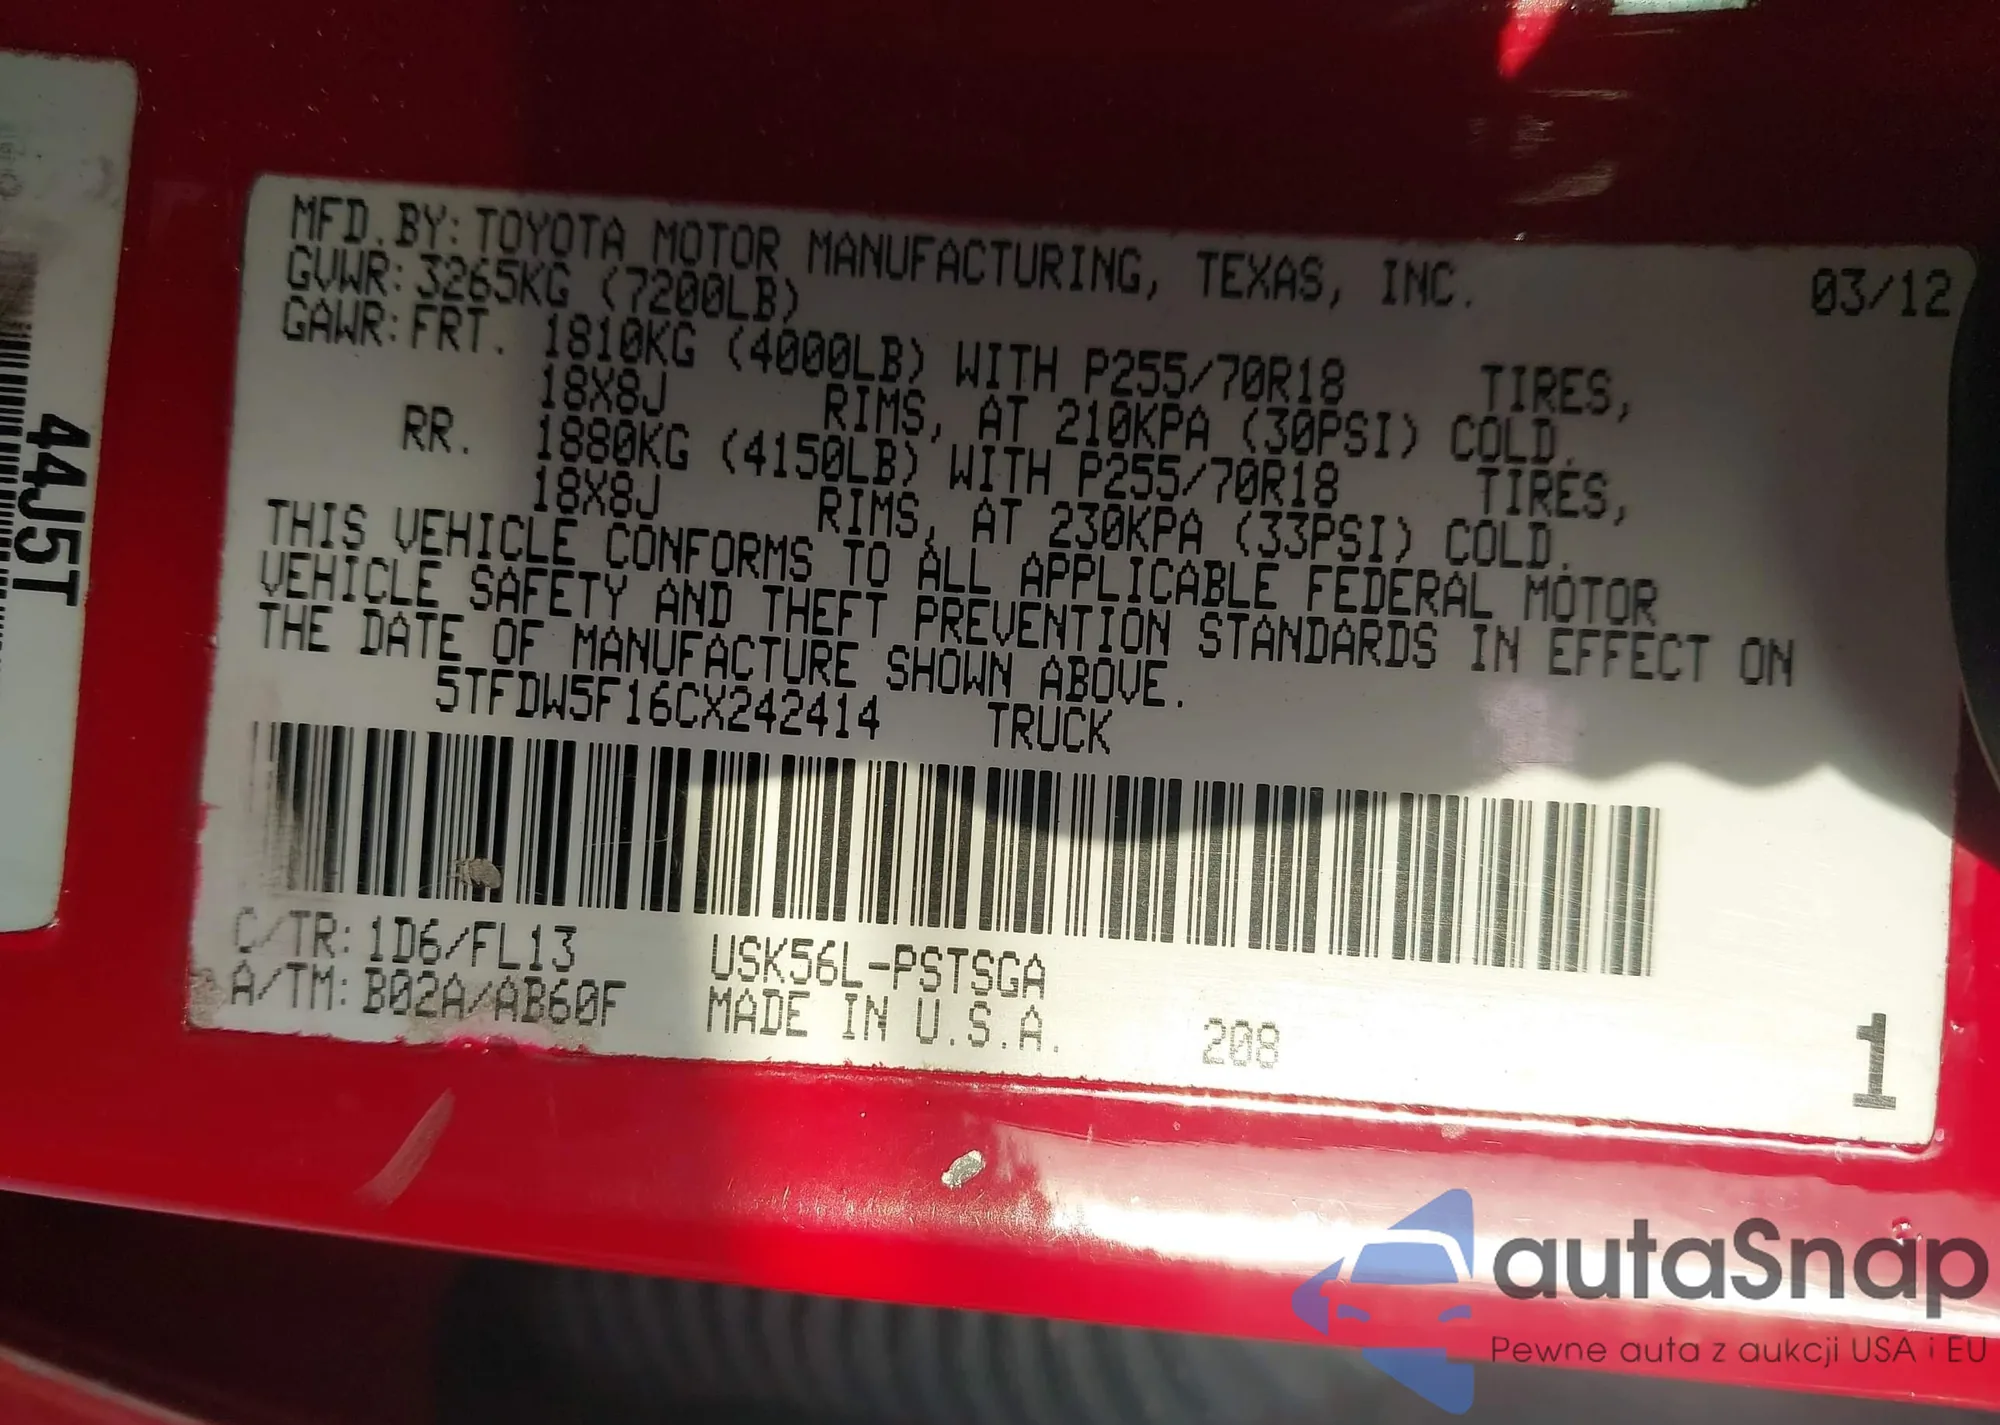 MFD. BY: TOYOTA MOTOR MANUFACTURING, TEXAS, INC. 03/12
GVWR: 3265KG (7200LB)
GAWR: FRT. 1810KG (4000LB) WITH P255/70R18 TIRES,
18X8J RIMS, AT 210KPA (30PSI) COLD.
RR. 1880KG (4150LB) WITH P255/70R18 TIRES,
18X8J RIMS, AT 230KPA (33PSI) COLD.
THIS VEHICLE CONFORMS TO ALL APPLICABLE FEDERAL MOTOR
VEHICLE SAFETY AND THEFT PREVENTION STANDARDS IN EFFECT ON
THE DATE OF MANUFACTURE SHOWN ABOVE.
5TFDW5F16CX242414 TRUCK
C/TR: 1D6/FL13 USK56L-PSTSGA
A/TM: B02A/AB60F MADE IN U.S.A. 208
1
44J5T
autaSnap
Pewne auta z aukcji USA i EU